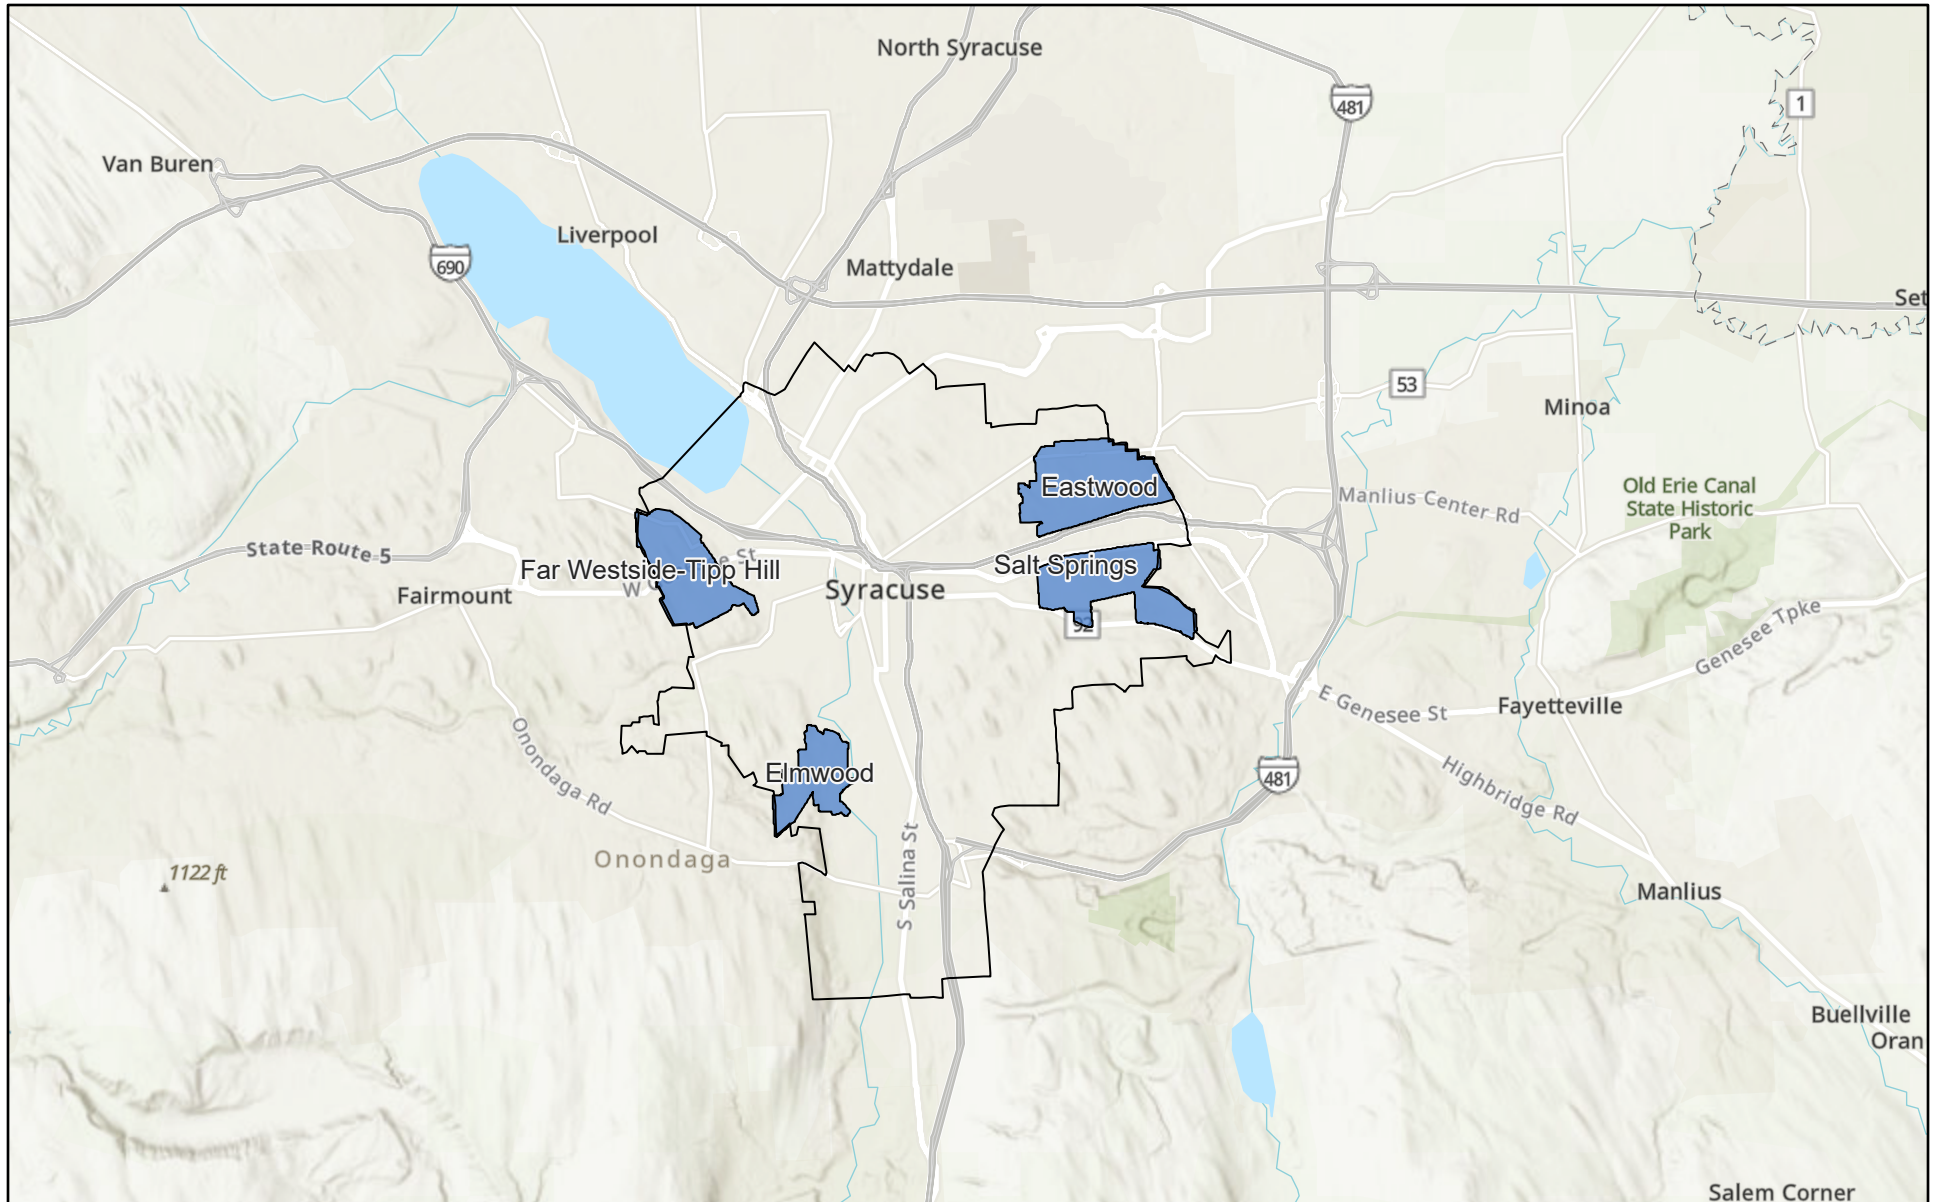 North Syracuse
481
1
Van Buren
Liverpool
690
Mattydale
Set
53
Minoa
Eastwood
Manlius Center Rd
Old Erie Canal
State Historic
Park
State Route 5
Far Westside-Tipp Hill
Salt Springs
Fairmount
Syracuse
92
Genesee Tpke
E Genesee St
Fayetteville
Onondaga Rd
Elmwood
481
Highbridge Rd
Onondaga
1122 ft
S Salina St
Manlius
Buellville
Oran
Salem Corner